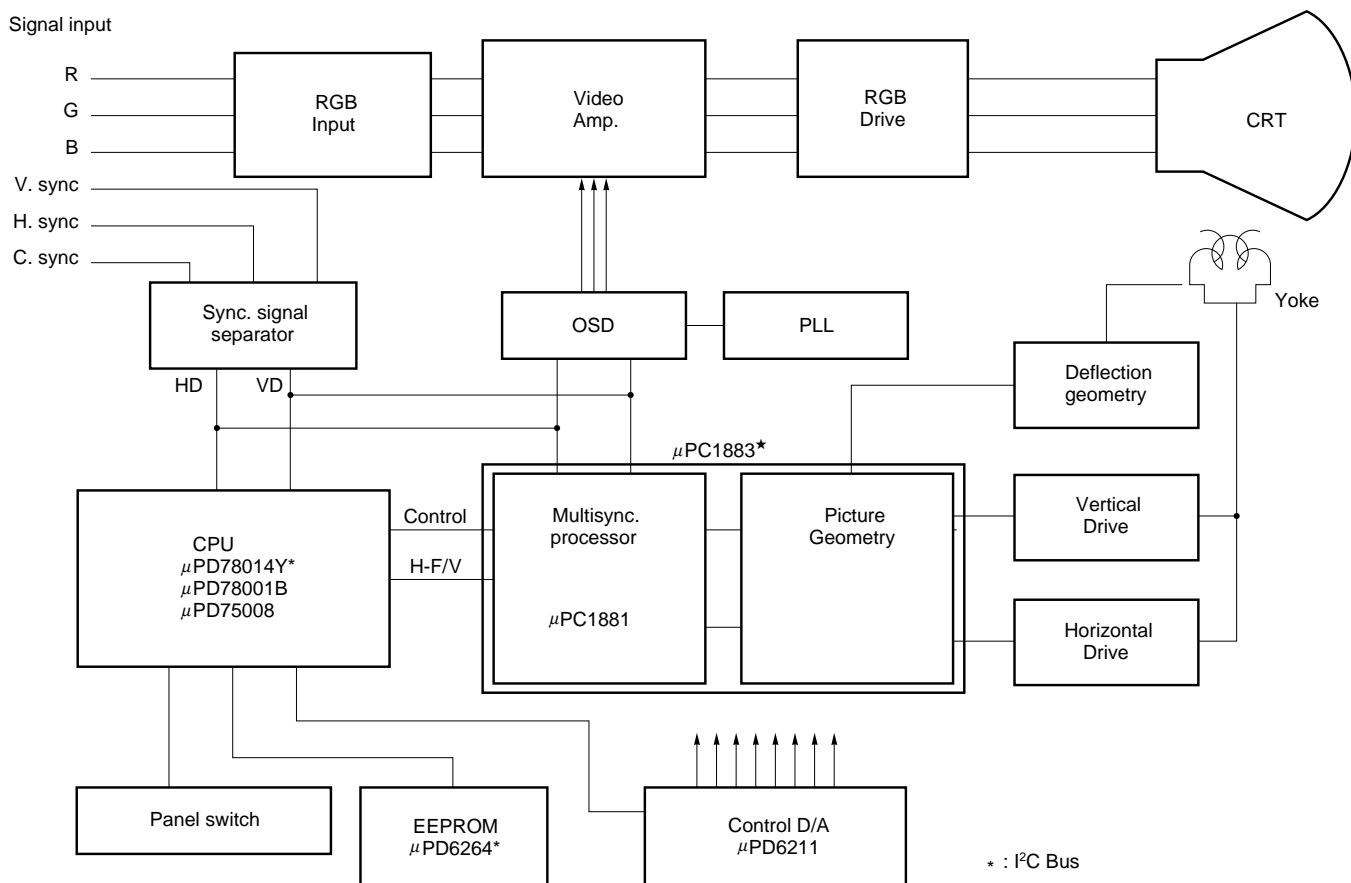 Signal input
R
G
B
V. sync
H. sync
C. sync
RGB
Input
Video
Amp.
RGB
Drive
CRT
Sync. signal
separator
HD
VD
OSD
PLL
Yoke
Deflection
geometry
μPC1883★
CPU
μPD78014Y*
μPD78001B
μPD75008
Control
H-F/V
Multisync.
processor
μPC1881
Picture
Geometry
Vertical
Drive
Horizontal
Drive
Panel switch
EEPROM
μPD6264*
Control D/A
μPD6211
* : I²C Bus